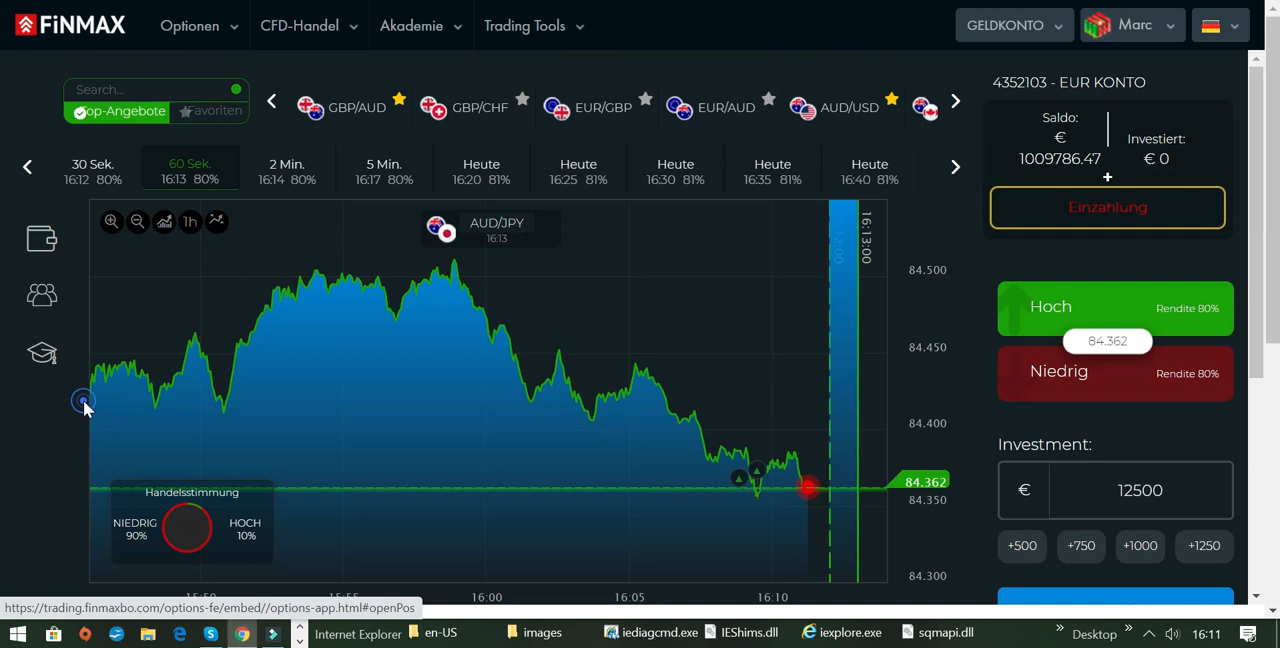 FiNMAX
Optionen
CFD-Handel
Akademie
Trading Tools
GELDKONTO
Marc
Search...
Top-Angebote
Favoriten
GBP/AUD
GBP/CHF
EUR/GBP
EUR/AUD
AUD/USD
4352103 - EUR KONTO
Saldo:
€
1009786.47
Investiert:
€ 0
+
Einzahlung
30 Sek.
16:12 80%
60 Sek.
16:13 80%
2 Min.
16:14 80%
5 Min.
16:17 80%
Heute
16:20 81%
Heute
16:25 81%
Heute
16:30 81%
Heute
16:35 81%
Heute
16:40 81%
1h
AUD/JPY
16:13
16:13:00
84.500
84.450
84.400
84.362
84.350
84.300
Handelsstimmung
NIEDRIG
90%
HOCH
10%
15:50
15:55
16:00
16:05
16:10
Hoch
Rendite 80%
84.362
Niedrig
Rendite 80%
Investment:
€
12500
+500
+750
+1000
+1250
https://trading.finmaxbo.com/options-fe/embed//options-app.html#openPos
Internet Explorer
en-US
images
iediagcmd.exe
IEShims.dll
iexplore.exe
sqmapi.dll
Desktop
16:11